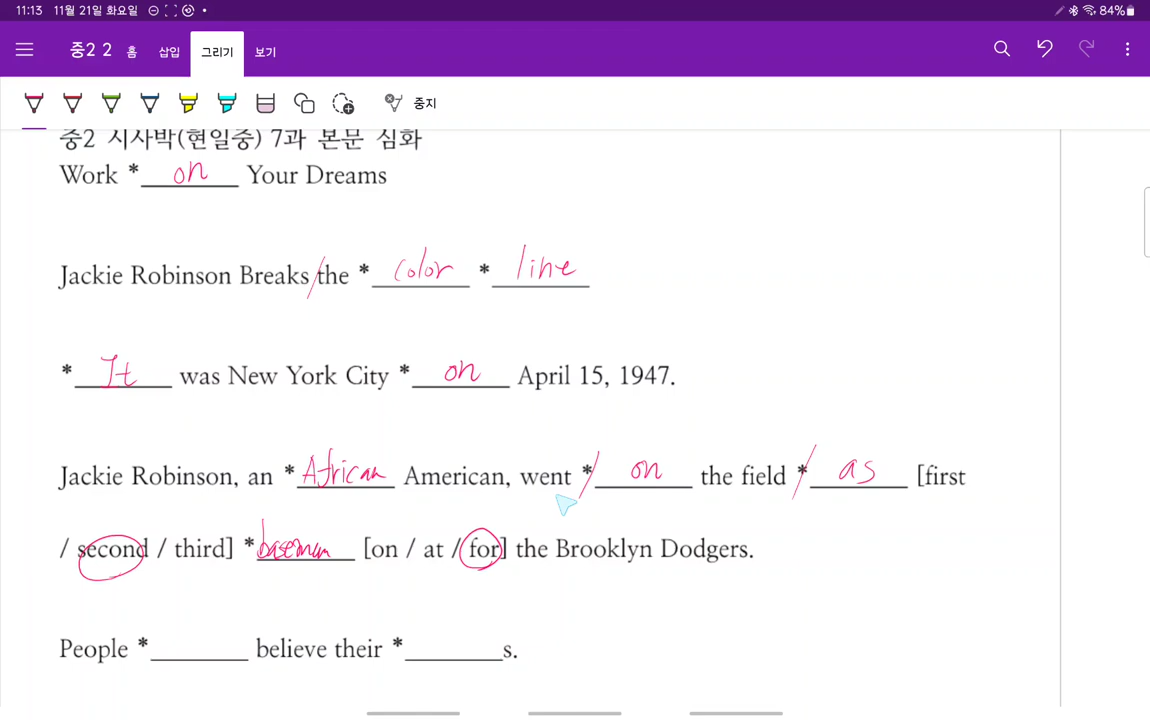 11:13 11월 21일 화요일 84%
중2 2 홈 삽입 그리기 보기
중지
중2 시사박(현일중) 7과 본문 심화
Work * on Your Dreams
Jackie Robinson Breaks / the * color * line
* It was New York City * on April 15, 1947.
Jackie Robinson, an * African American, went * / on the field * / as [first
/ second / third] * baseman [on / at / for] the Brooklyn Dodgers.
People *________ believe their *________s.